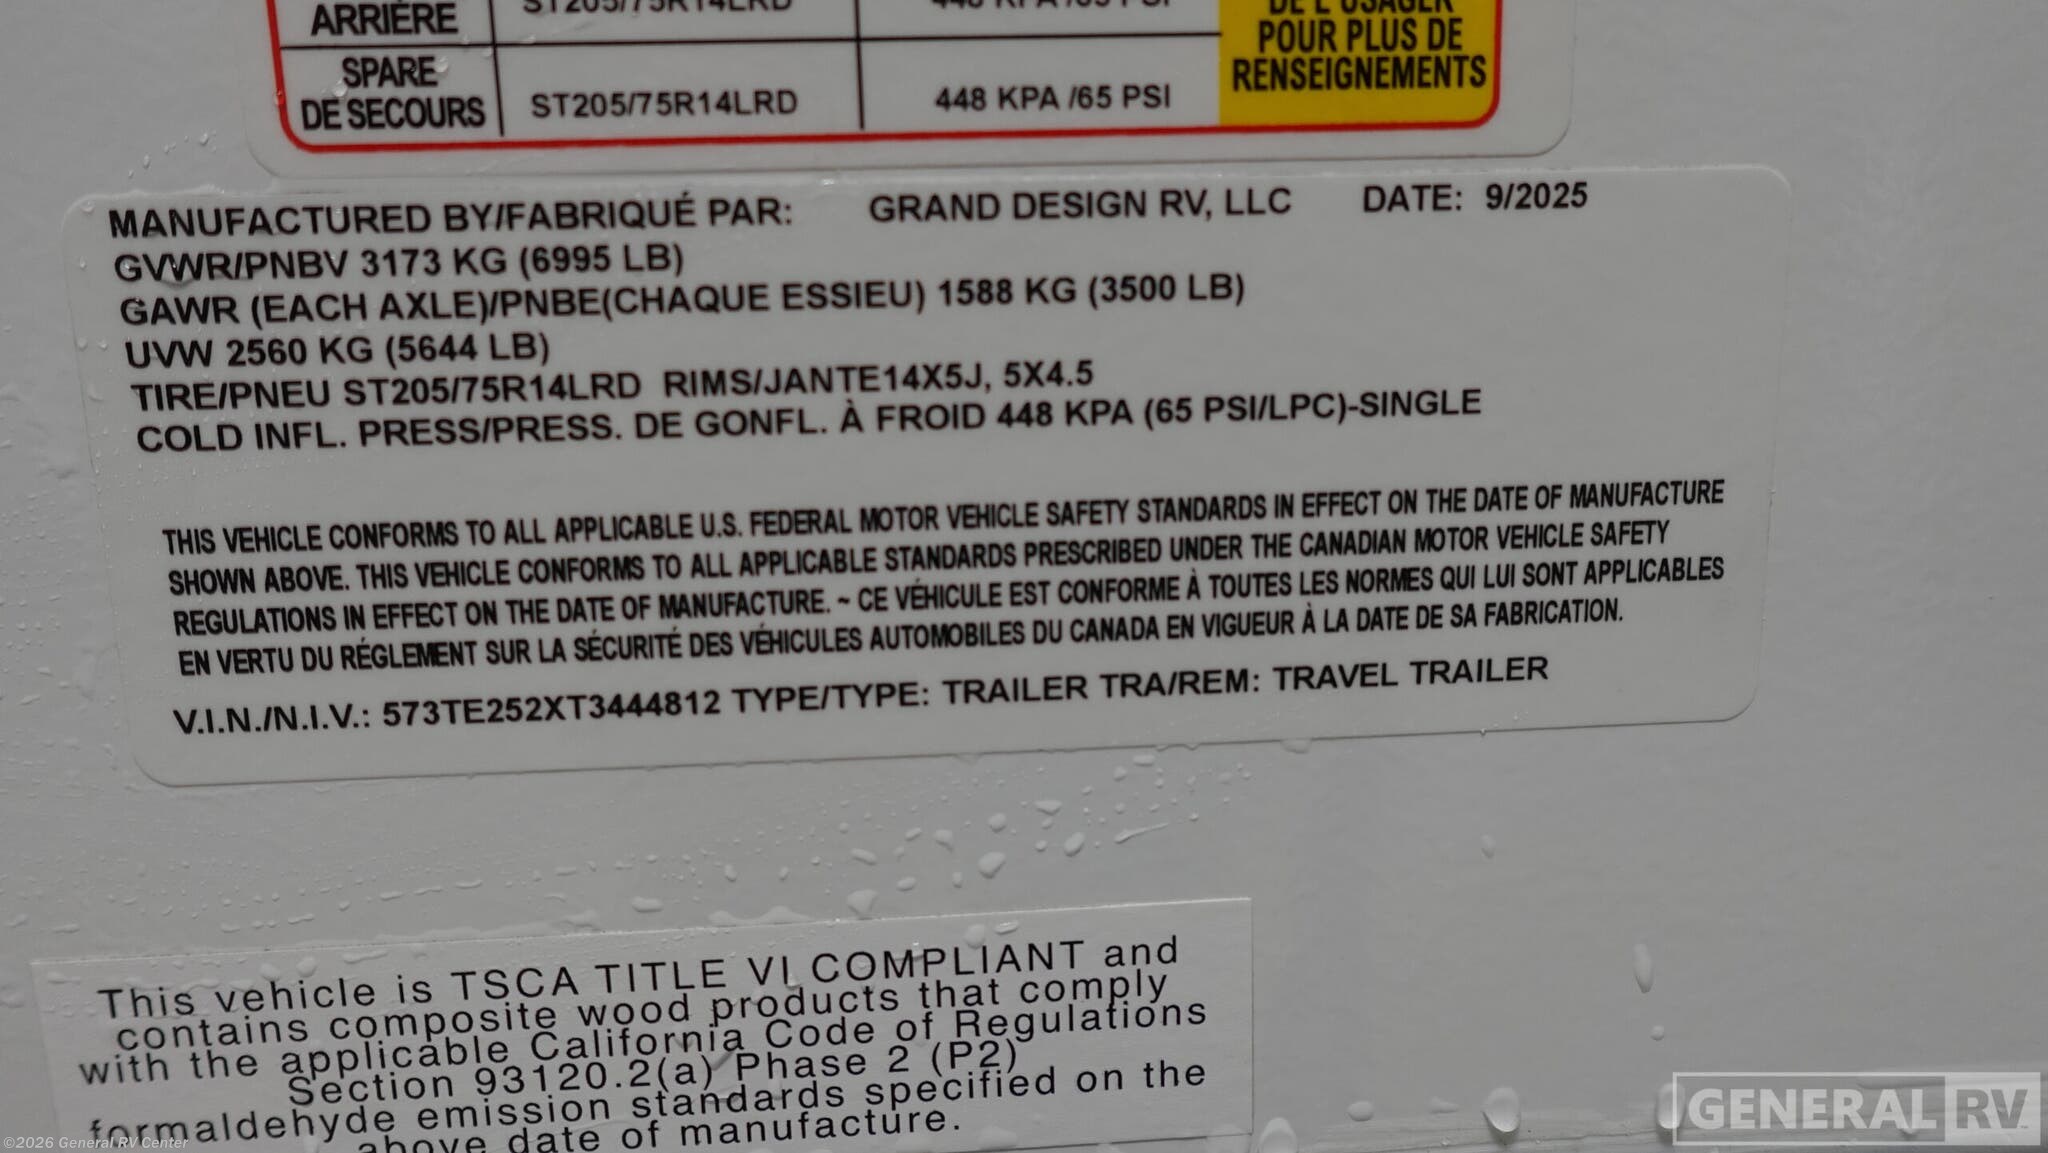 ARRIÈRE ST205/75R14LRD 448 KPA /65 PSI DE L'USAGER
POUR PLUS DE
RENSEIGNEMENTS
SPARE
DE SECOURS ST205/75R14LRD 448 KPA /65 PSI
MANUFACTURED BY/FABRIQUÉ PAR: GRAND DESIGN RV, LLC DATE: 9/2025
GVWR/PNBV 3173 KG (6995 LB)
GAWR (EACH AXLE)/PNBE(CHAQUE ESSIEU) 1588 KG (3500 LB)
UVW 2560 KG (5644 LB)
TIRE/PNEU ST205/75R14LRD RIMS/JANTE14X5J, 5X4.5
COLD INFL. PRESS/PRESS. DE GONFL. À FROID 448 KPA (65 PSI/LPC)-SINGLE
THIS VEHICLE CONFORMS TO ALL APPLICABLE U.S. FEDERAL MOTOR VEHICLE SAFETY STANDARDS IN EFFECT ON THE DATE OF MANUFACTURE
SHOWN ABOVE. THIS VEHICLE CONFORMS TO ALL APPLICABLE STANDARDS PRESCRIBED UNDER THE CANADIAN MOTOR VEHICLE SAFETY
REGULATIONS IN EFFECT ON THE DATE OF MANUFACTURE. ~ CE VÉHICULE EST CONFORME À TOUTES LES NORMES QUI LUI SONT APPLICABLES
EN VERTU DU RÉGLEMENT SUR LA SÉCURITÉ DES VÉHICULES AUTOMOBILES DU CANADA EN VIGUEUR À LA DATE DE SA FABRICATION.
V.I.N./N.I.V.: 573TE252XT3444812 TYPE/TYPE: TRAILER TRA/REM: TRAVEL TRAILER
This vehicle is TSCA TITLE VI COMPLIANT and
contains composite wood products that comply
with the applicable California Code of Regulations
Section 93120.2(a) Phase 2 (P2)
formaldehyde emission standards specified on the
above date of manufacture.
©2026 General RV Center
GENERAL RV